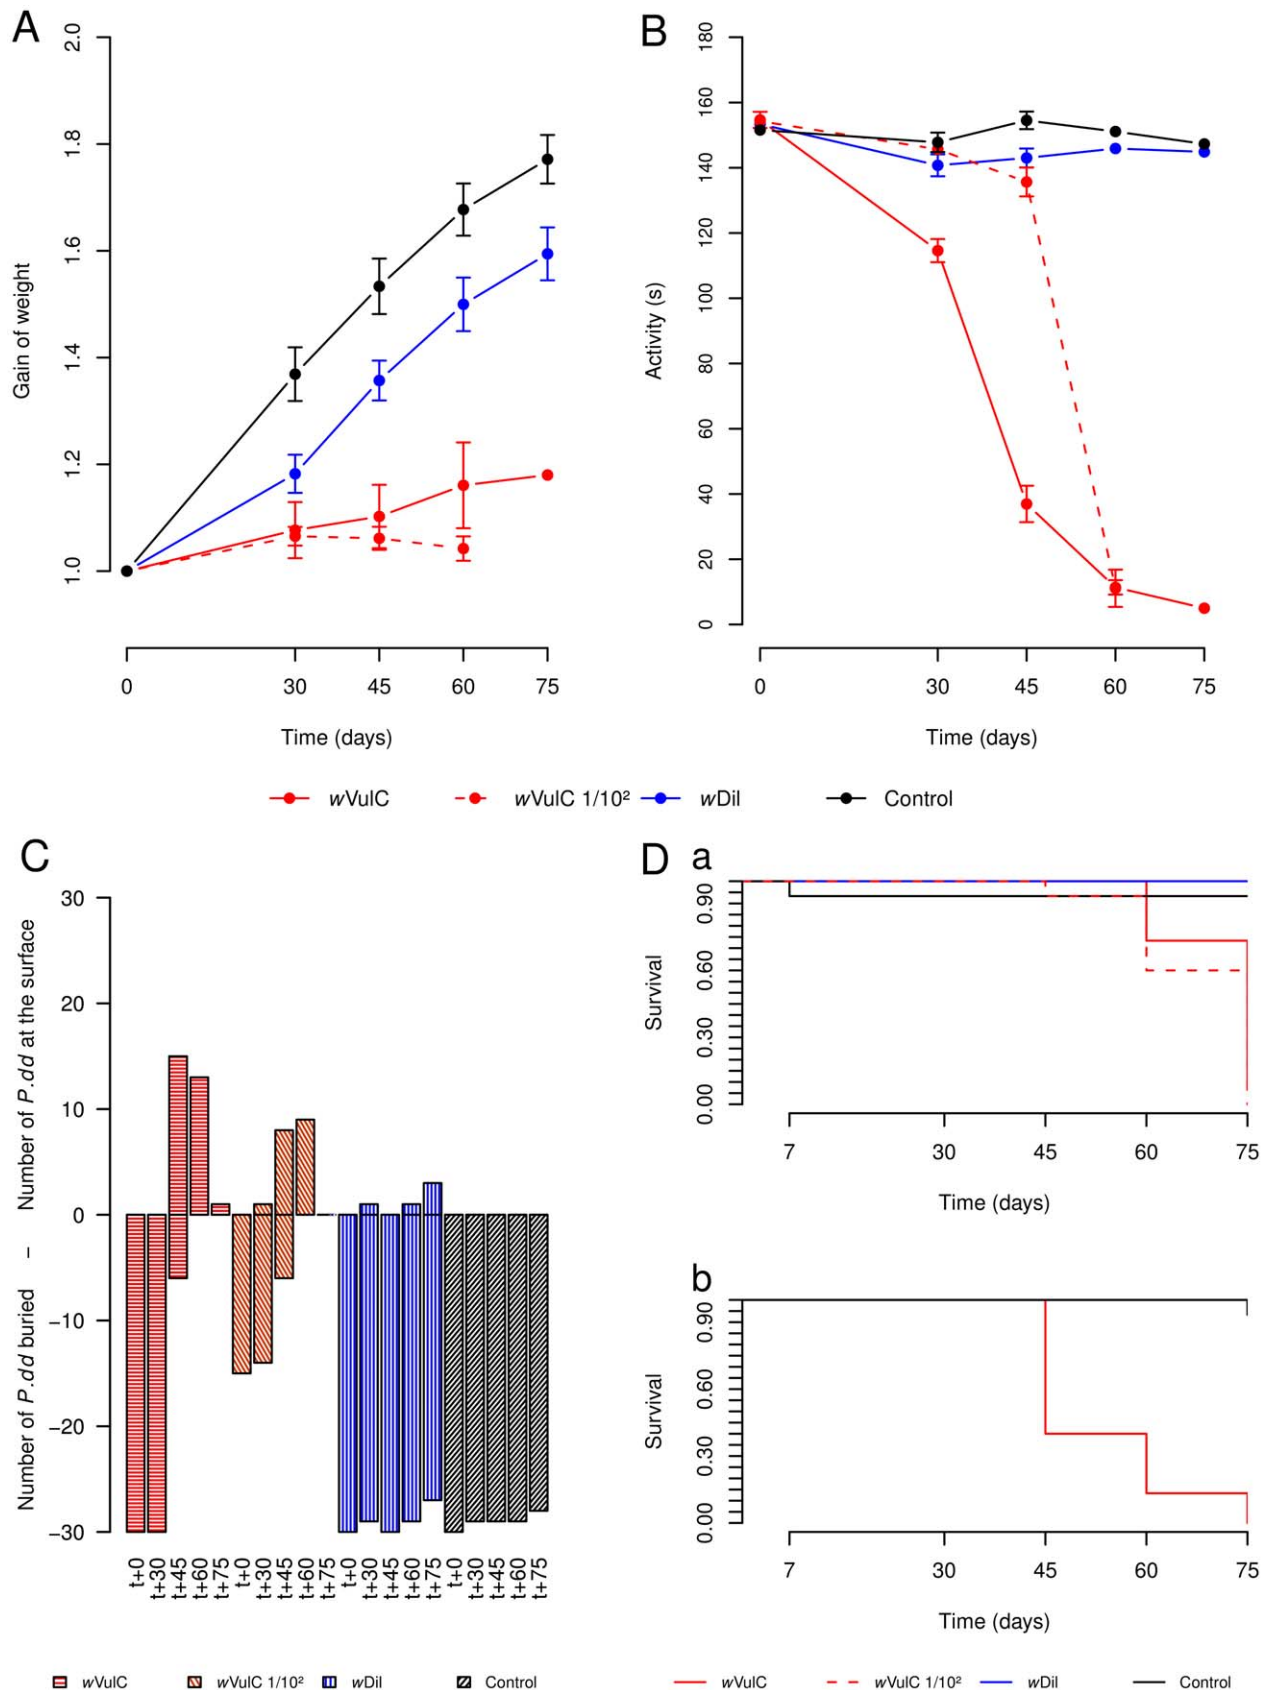 A
Gain of weight
2.0
1.8
1.6
1.4
1.2
1.0
0 30 45 60 75
Time (days)
B
Activity (s)
180
160
140
120
100
80
60
40
20
0
0 30 45 60 75
Time (days)
wVulC wVulC 1/10² wDil Control
C
Number of P.dd buried – Number of P.dd at the surface
30
20
10
0
−10
−20
−30
t+0 t+30 t+45 t+60 t+75 t+0 t+30 t+45 t+60 t+75 t+0 t+30 t+45 t+60 t+75 t+0 t+30 t+45 t+60 t+75
wVulC wVulC 1/10² wDil Control
D a
Survival
0.90
0.60
0.30
0.00
7 30 45 60 75
Time (days)
b
Survival
0.90
0.60
0.30
0.00
7 30 45 60 75
Time (days)
wVulC wVulC 1/10² wDil Control